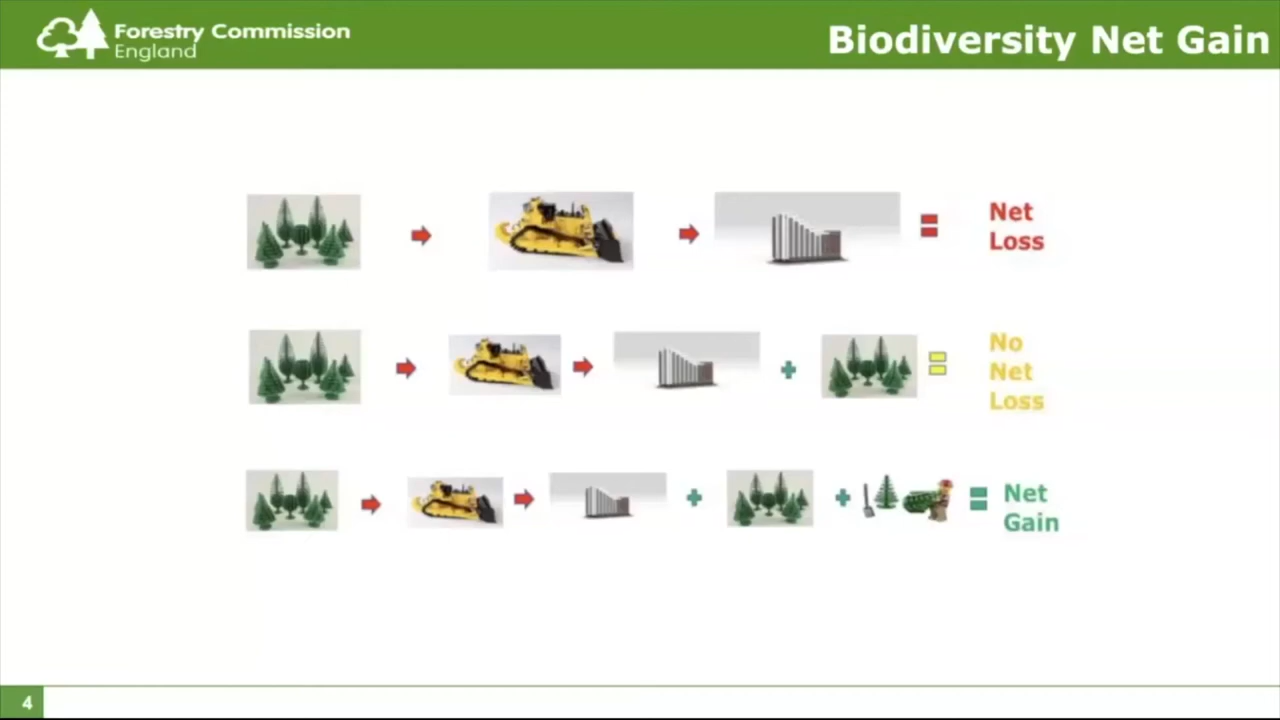 Forestry Commission
England
Biodiversity Net Gain
Net
Loss
No
Net
Loss
Net
Gain
4